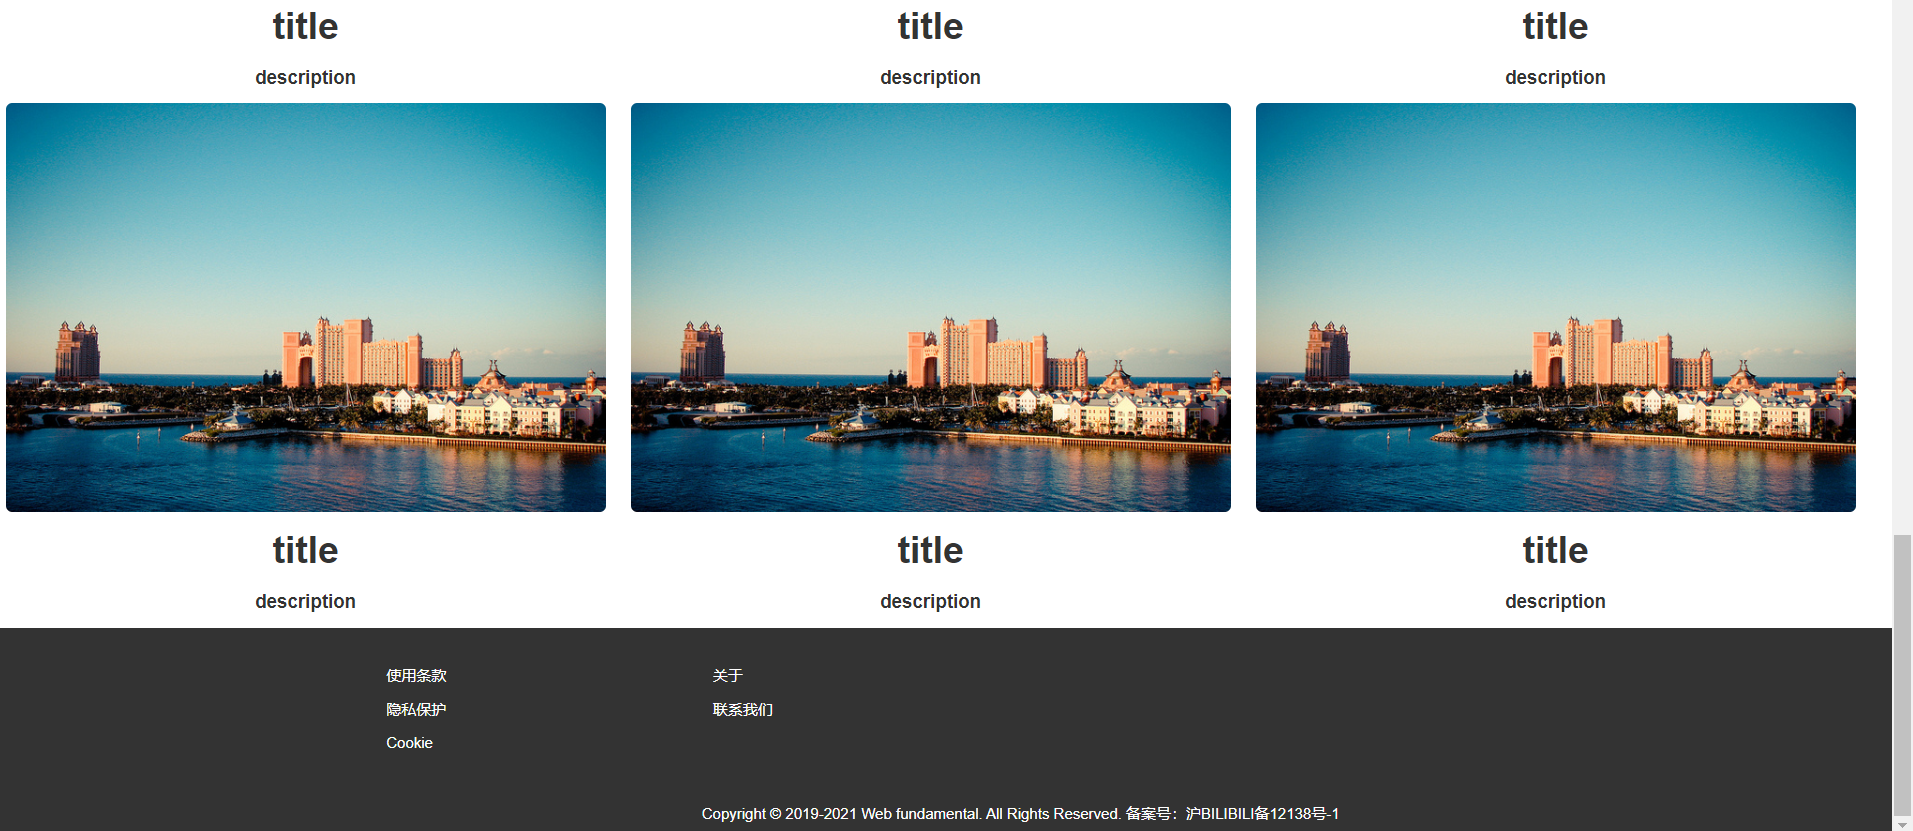 title title title
description description description
title title title
description description description
使用条款 关于
隐私保护 联系我们
Cookie
Copyright © 2019-2021 Web fundamental. All Rights Reserved. 备案号：沪BILIBILI备12138号-1